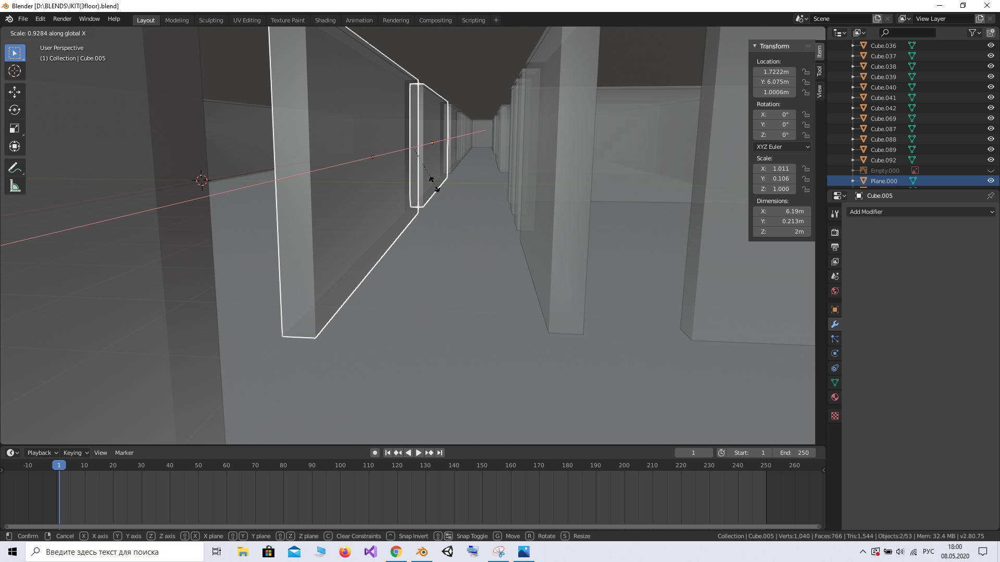 Blender [D:\BLENDS\IKIT(3floor).blend]
File Edit Render Window Help
Layout Modeling Sculpting UV Editing Texture Paint Shading Animation Rendering Compositing Scripting +
Scene
View Layer
Scale: 0.9284 along global X
User Perspective
(1) Collection | Cube.005
Transform
Location:
1.7222m
Y: 6.075m
1.0006m
Rotation:
X: 0°
Y: 0°
Z: 0°
XYZ Euler
Scale:
X: 1.011
Y: 0.106
Z: 1.000
Dimensions:
X: 6.19m
Y: 0.213m
Z: 2m
Item
Tool
View
Cube.036
Cube.037
Cube.038
Cube.039
Cube.040
Cube.041
Cube.042
Cube.069
Cube.087
Cube.088
Cube.089
Cube.092
Empty.000
Plane.000
Cube.005
Add Modifier
Playback Keying View Marker
1 Start: 1 End: 250
-10 1 10 20 30 40 50 60 70 80 90 100 110 120 130 140 150 160 170 180 190 200 210 220 230 240 250 260
Confirm Cancel X X axis Y Y axis Z Z axis X X plane Y Y plane Z Z plane C Clear Constraints ^ Snap Invert Snap Toggle G Move R Rotate S Resize
Collection | Cube.005 | Verts:1,040 | Faces:766 | Tris:1,544 | Objects:2/53 | Mem: 32.4 MB | v2.80.75
Введите здесь текст для поиска
РУС
18:00
08.05.2020